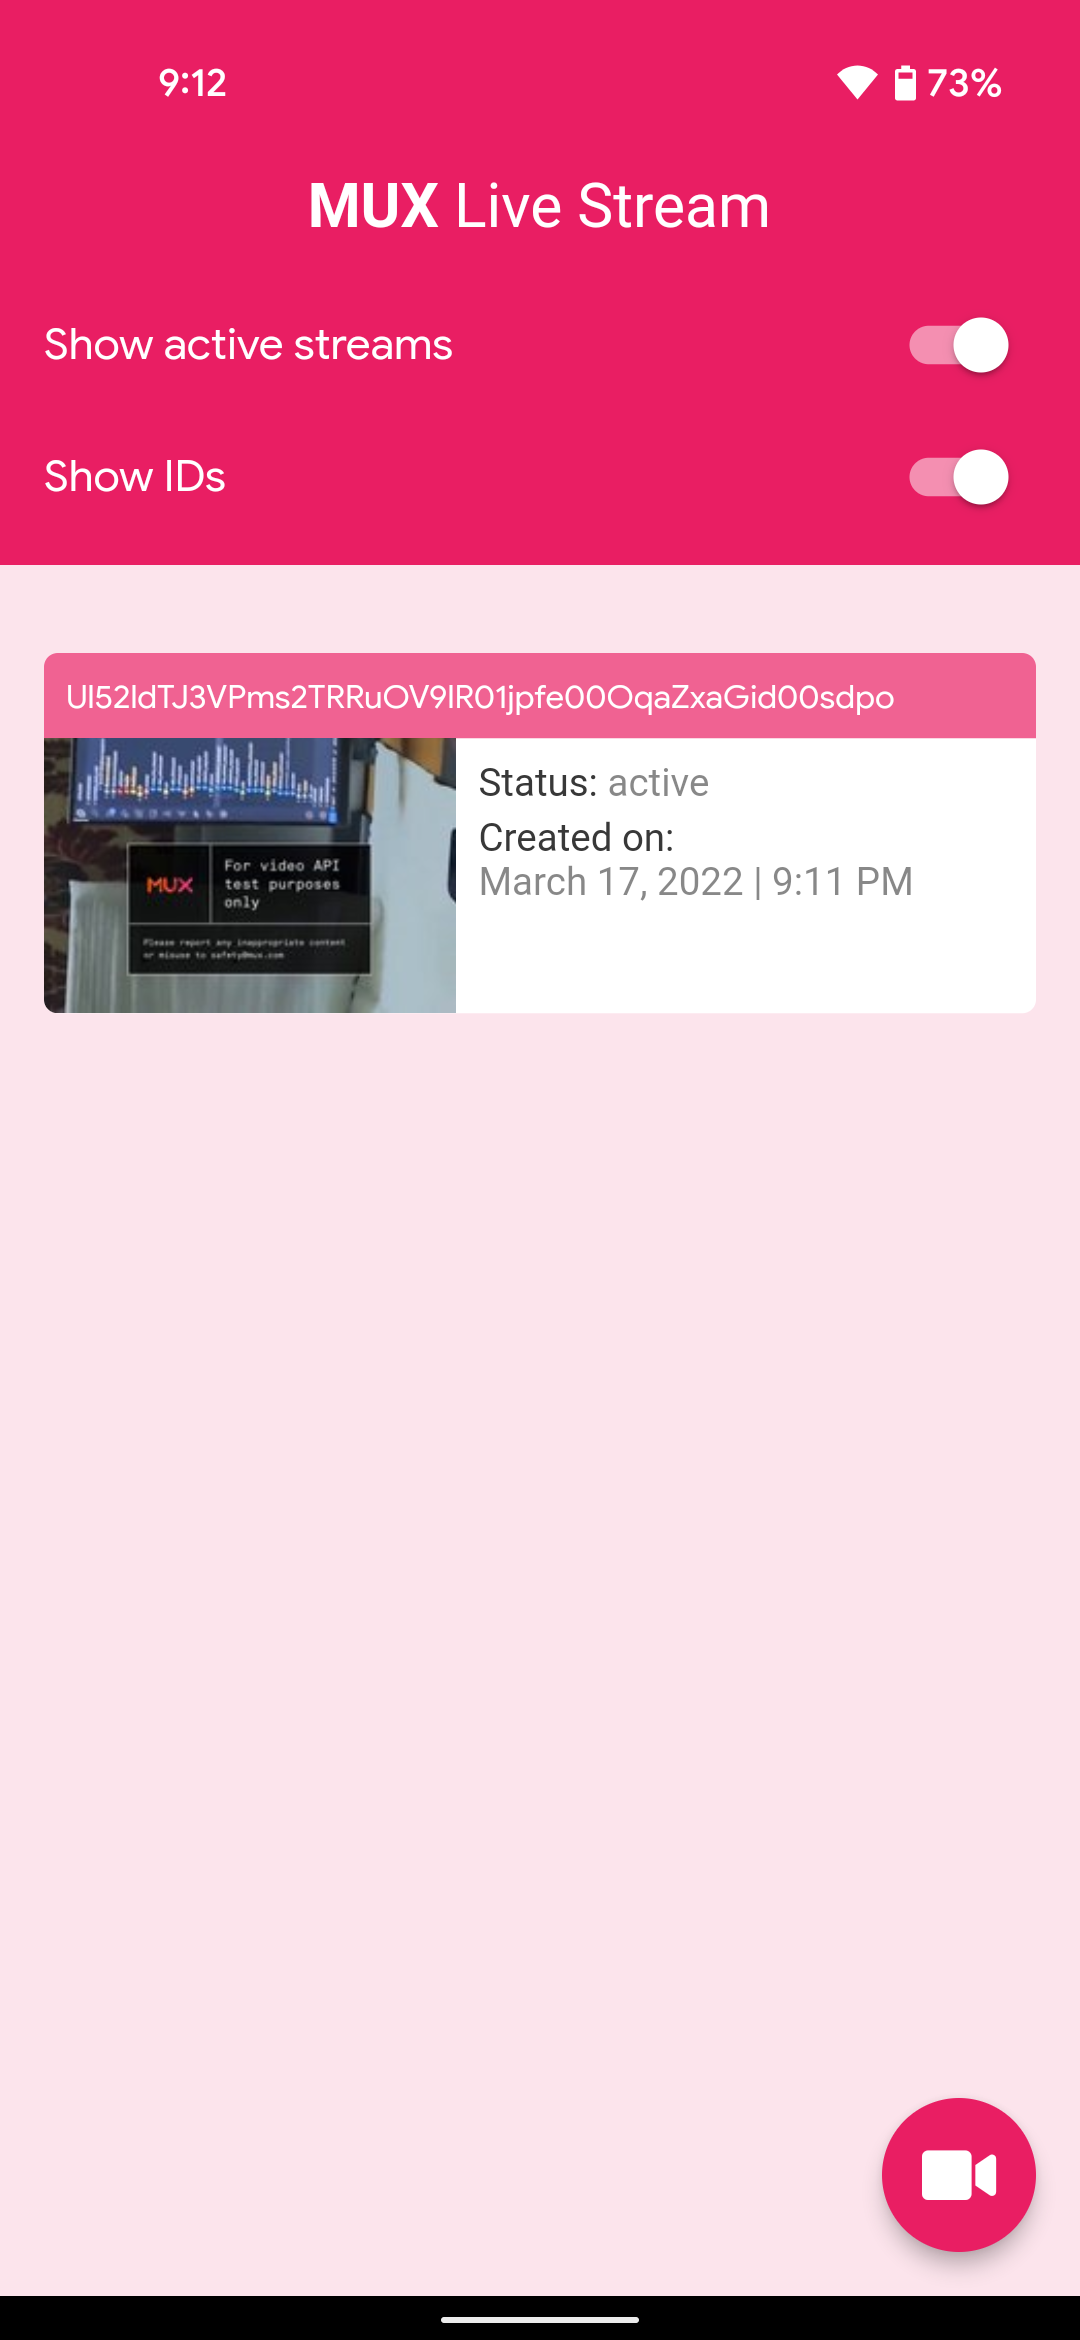 9:12
73%
MUX Live Stream
Show active streams
Show IDs
UI52IdTJ3VPms2TRRuOV9IR01jpfe00OqaZxaGid00sdpo
Status: active
Created on:
March 17, 2022 | 9:11 PM
MUX
For video API
test purposes
only
Please report any inappropriate content
or misuse to safety@mux.com